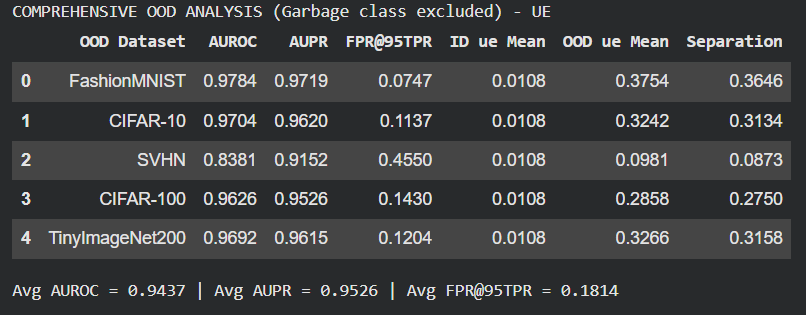 COMPREHENSIVE OOD ANALYSIS (Garbage class excluded) - UE
OOD Dataset AUROC AUPR FPR@95TPR ID ue Mean OOD ue Mean Separation
0 FashionMNIST 0.9784 0.9719 0.0747 0.0108 0.3754 0.3646
1 CIFAR-10 0.9704 0.9620 0.1137 0.0108 0.3242 0.3134
2 SVHN 0.8381 0.9152 0.4550 0.0108 0.0981 0.0873
3 CIFAR-100 0.9626 0.9526 0.1430 0.0108 0.2858 0.2750
4 TinyImageNet200 0.9692 0.9615 0.1204 0.0108 0.3266 0.3158
Avg AUROC = 0.9437 | Avg AUPR = 0.9526 | Avg FPR@95TPR = 0.1814